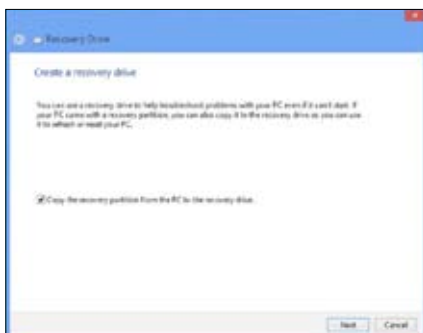 Recovery Drive
Create a recovery drive
You can use a recovery drive to help troubleshoot problems with your PC even if it can't start. If
your PC came with a recovery partition, you can also copy it to the recovery drive so you can use
it to refresh or reset your PC.
Copy the recovery partition from the PC to the recovery drive.
Next Cancel